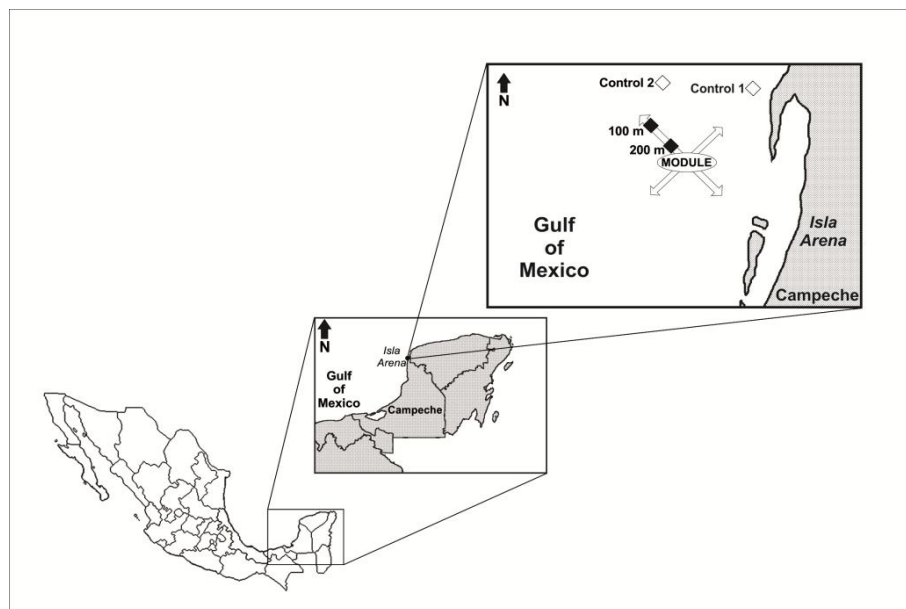 N
Control 2
Control 1
100 m
200 m
MODULE
Gulf
of
Mexico
Isla
Arena
Campeche
N
Isla
Arena
Gulf
of
Mexico
Campeche